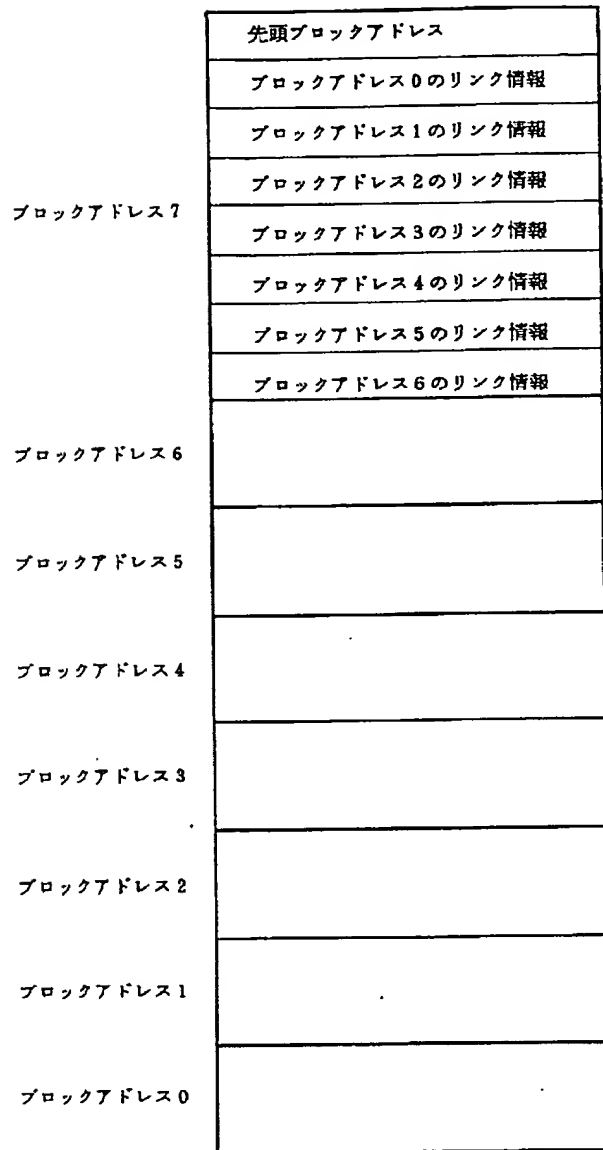 先頭ブロックアドレス
ブロックアドレス0のリンク情報
ブロックアドレス1のリンク情報
ブロックアドレス2のリンク情報
ブロックアドレス7
ブロックアドレス3のリンク情報
ブロックアドレス4のリンク情報
ブロックアドレス5のリンク情報
ブロックアドレス6のリンク情報
ブロックアドレス6
ブロックアドレス5
ブロックアドレス4
ブロックアドレス3
ブロックアドレス2
ブロックアドレス1
ブロックアドレス0